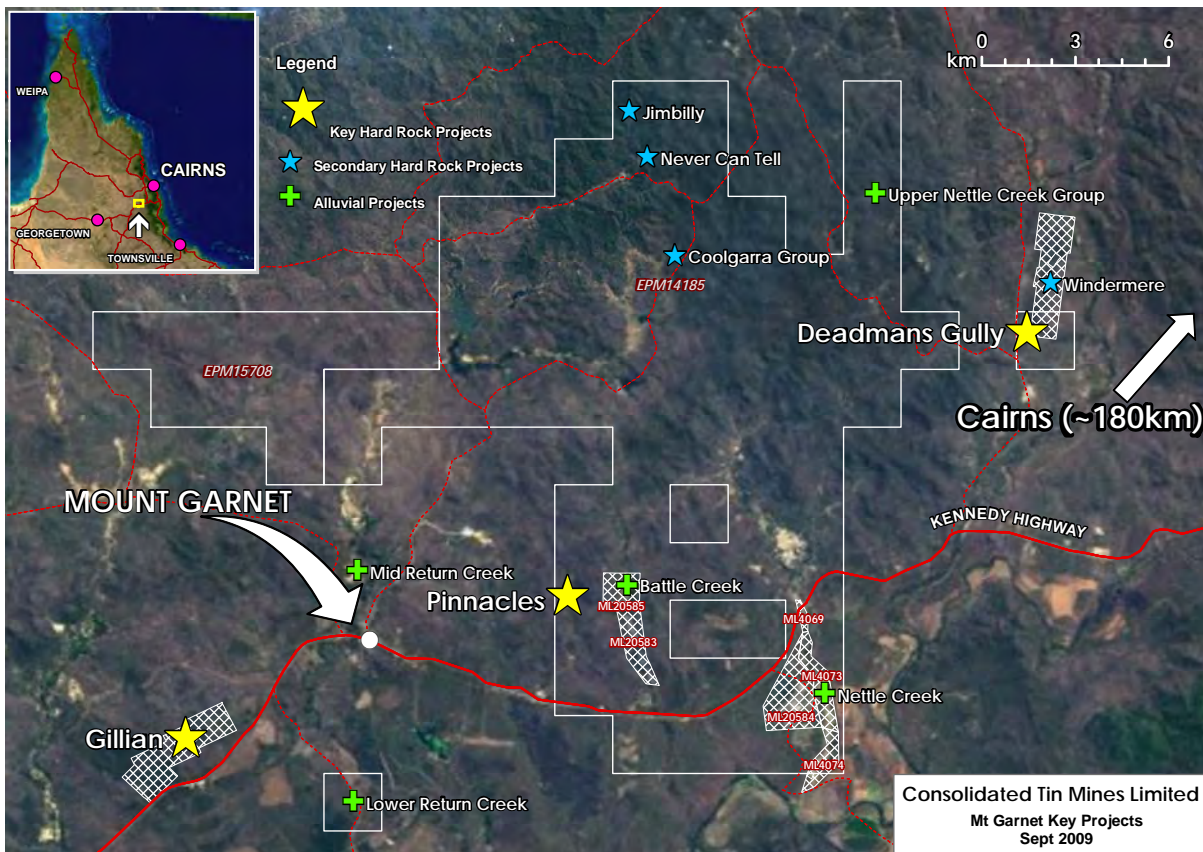 WEIPA
CAIRNS
GEORGETOWN
TOWNSVILLE
Legend
Key Hard Rock Projects
Secondary Hard Rock Projects
Alluvial Projects
0 3 6
km
Jimbilly
Never Can Tell
Upper Nettle Creek Group
Coolgarra Group
EPM14185
Windermere
Deadmans Gully
EPM15708
Cairns (~180km)
MOUNT GARNET
KENNEDY HIGHWAY
Mid Return Creek
Pinnacles
Battle Creek
ML20585
ML20583
ML4069
ML4073
Nettle Creek
ML20584
Gillian
ML4074
Lower Return Creek
Consolidated Tin Mines Limited
Mt Garnet Key Projects
Sept 2009